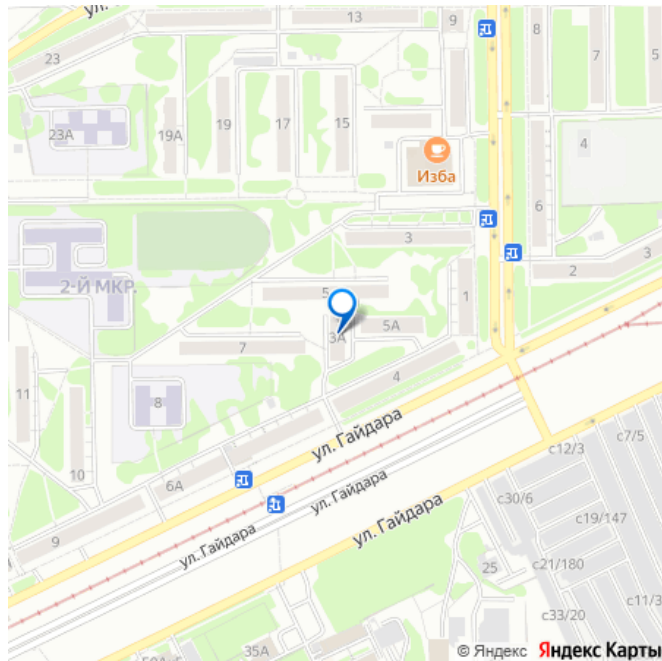 ул.
13
9
8
7
5
23
23А
19А
19
17
15
4
Изба
6
3
3
2
2-Й МКР.
5
1
3А
5А
7
4
11
8
10
ул. Гайдара
6А
с12/3
с7/5
с30/6
ул. Гайдара
с19/147
9
ул. Гайдара
ул. Гайдара
25
с21/180
с11/3
с33/20
35А
© Яндекс Яндекс Карты